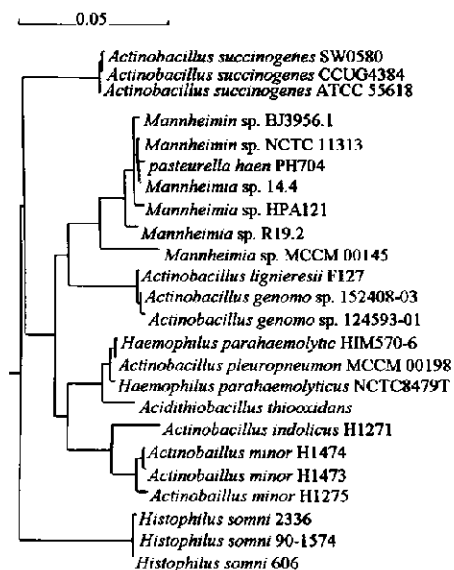 0.05
Actinobacillus succinogenes SW0580
Actinobacillus succinogenes CCUG4384
Actinobacillus succinogenes ATCC 55618
Mannheimin sp. BJ3956.1
Mannheimin sp. NCTC 11313
pasteurella haen PH704
Mannheimia sp. 14.4
Mannheimia sp. HPA121
Mannheimia sp. R19.2
Mannheimia sp. MCCM 00145
Actinobacillus lignieresii F127
Actinobacillus genomo sp. 152408-03
Actinobacillus genomo sp. 124593-01
Haemophilus parahaemolytic HIM570-6
Actinobacillus pleuropneumon MCCM 00198
Haemophilus parahaemolyticus NCTC8479T
Acidithiobacillus thiooxidans
Actinobacillus indolicus H1271
Actinobaillus minor H1474
Actinobaillus minor H1473
Actinobaillus minor H1275
Histophilus somni 2336
Histophilus somni 90-1574
Histophilus somni 606